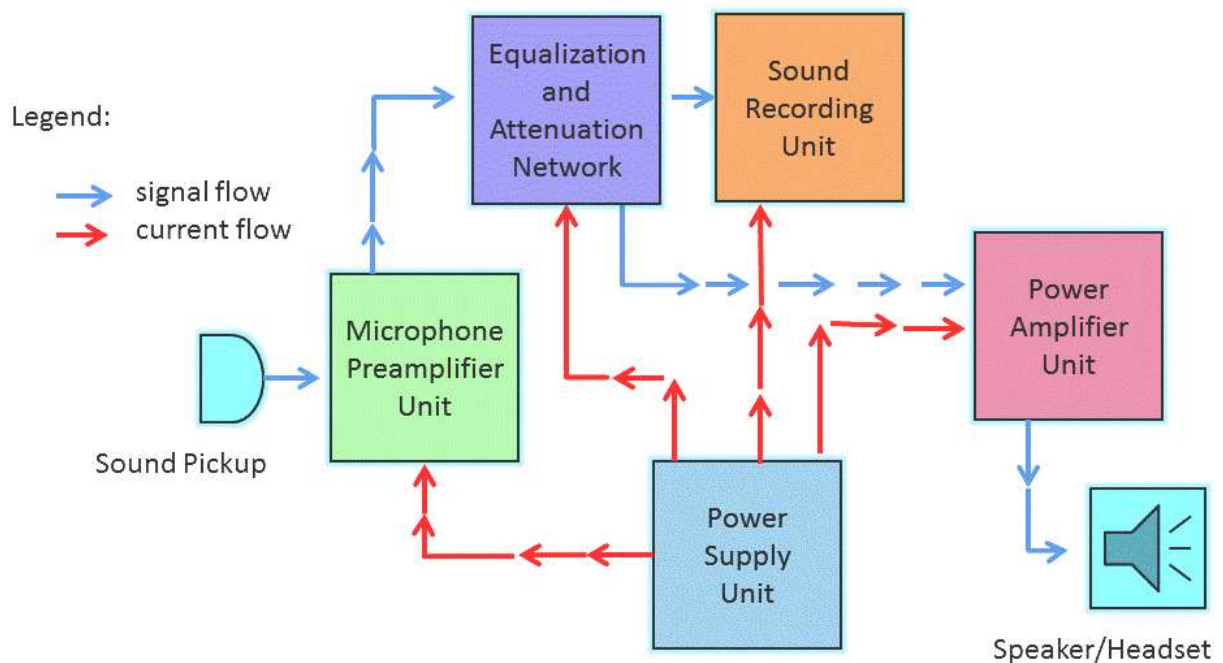 Legend:
signal flow
current flow
Equalization
and
Attenuation
Network
Sound
Recording
Unit
Microphone
Preamplifier
Unit
Sound Pickup
Power
Amplifier
Unit
Power
Supply
Unit
Speaker/Headset